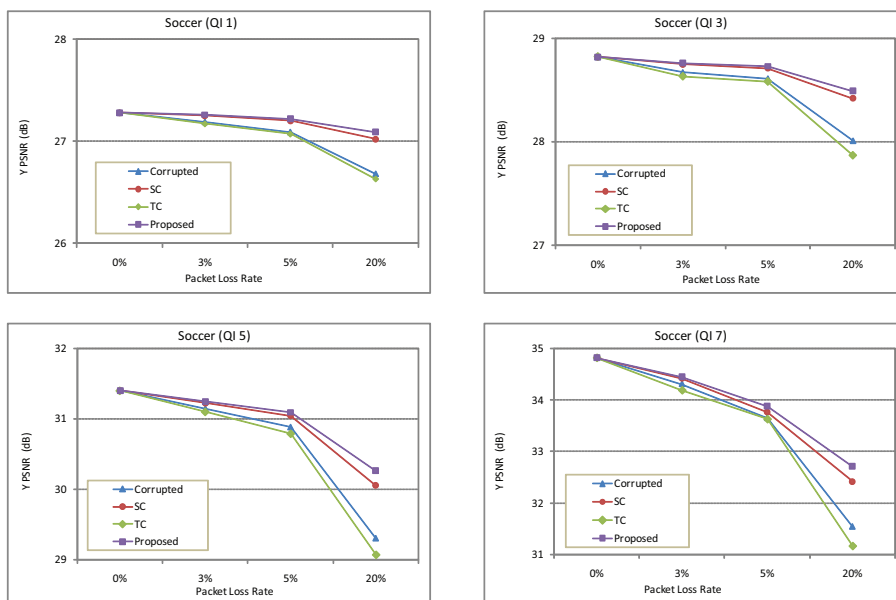 Soccer (QI 1)
28
27
26
Y PSNR (dB)
Corrupted
SC
TC
Proposed
0% 3% 5% 20%
Packet Loss Rate
Soccer (QI 3)
29
28
27
Y PSNR (dB)
Corrupted
SC
TC
Proposed
0% 3% 5% 20%
Packet Loss Rate
Soccer (QI 5)
32
31
30
29
Y PSNR (dB)
Corrupted
SC
TC
Proposed
0% 3% 5% 20%
Packet Loss Rate
Soccer (QI 7)
35
34
33
32
31
Y PSNR (dB)
Corrupted
SC
TC
Proposed
0% 3% 5% 20%
Packet Loss Rate